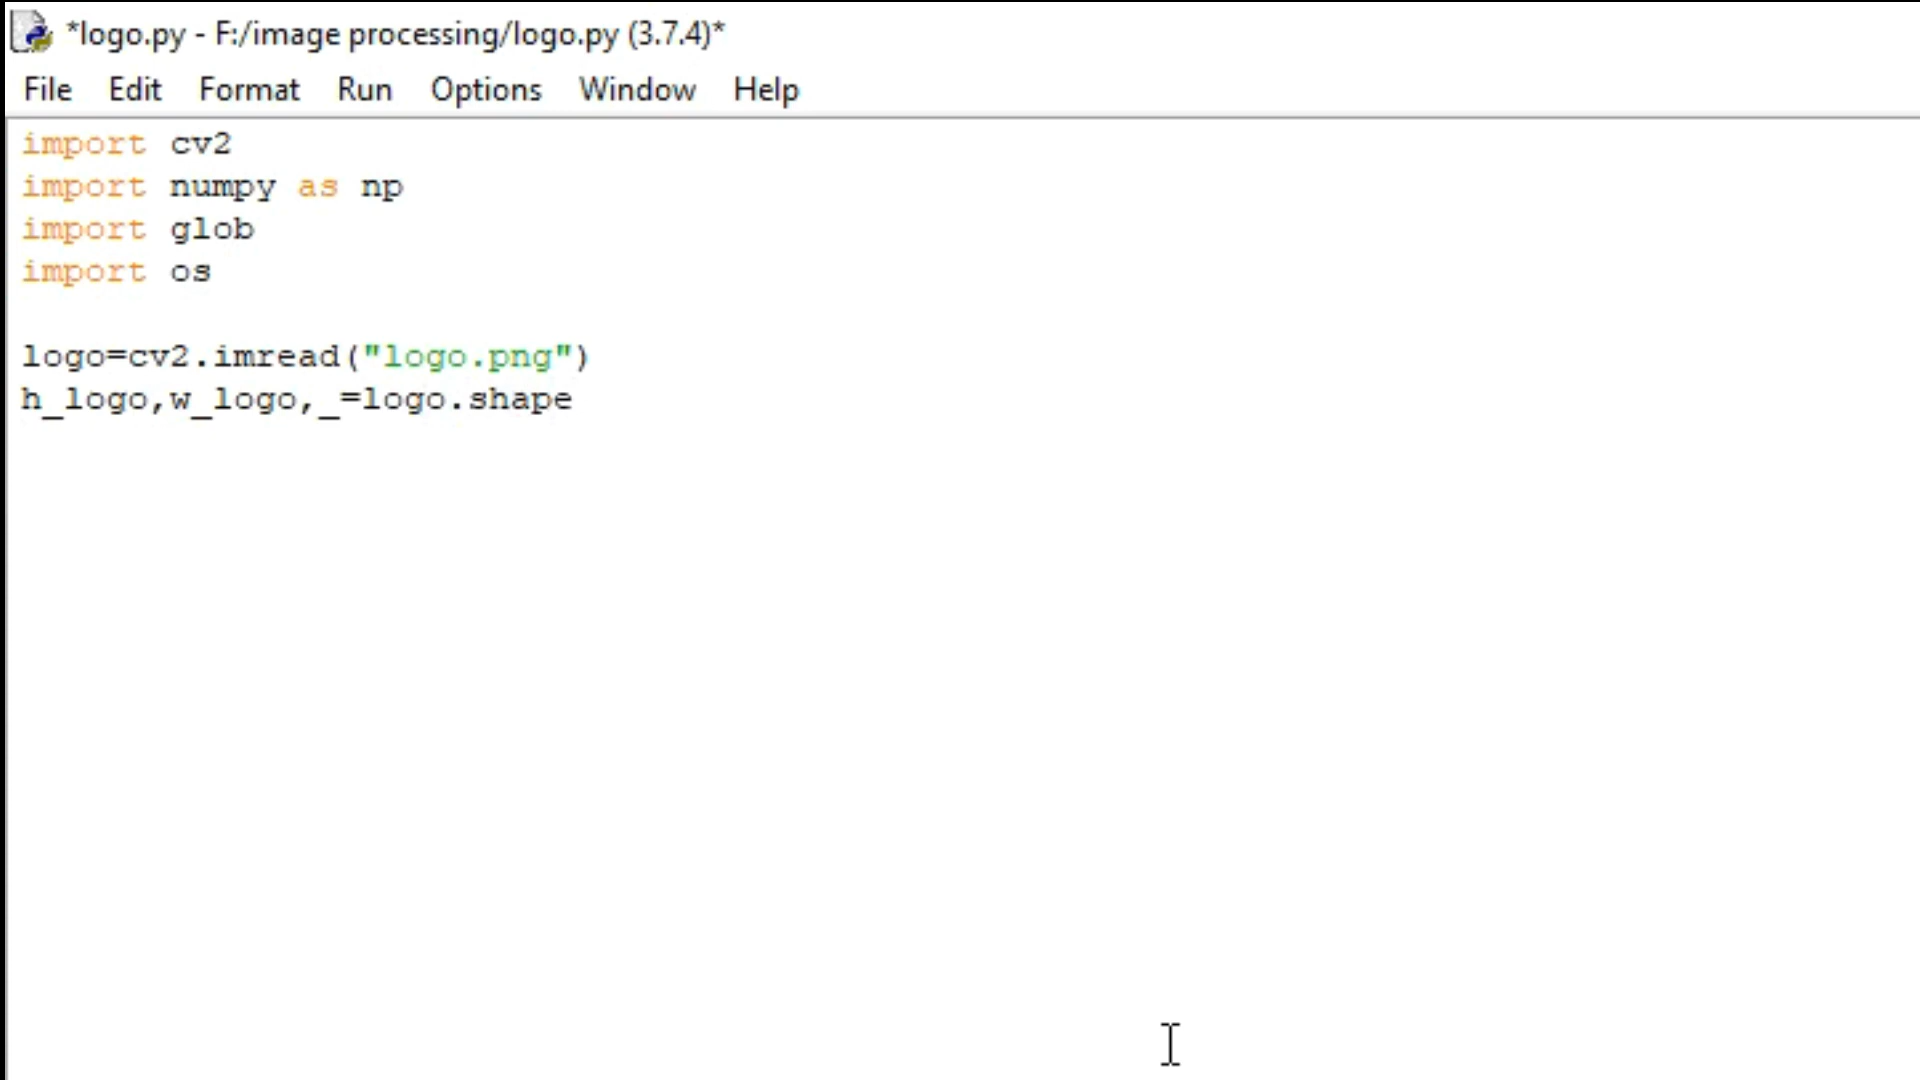 *logo.py - F:/image processing/logo.py (3.7.4)*
File Edit Format Run Options Window Help
import cv2
import numpy as np
import glob
import os
logo=cv2.imread("logo.png")
h_logo,w_logo,_=logo.shape